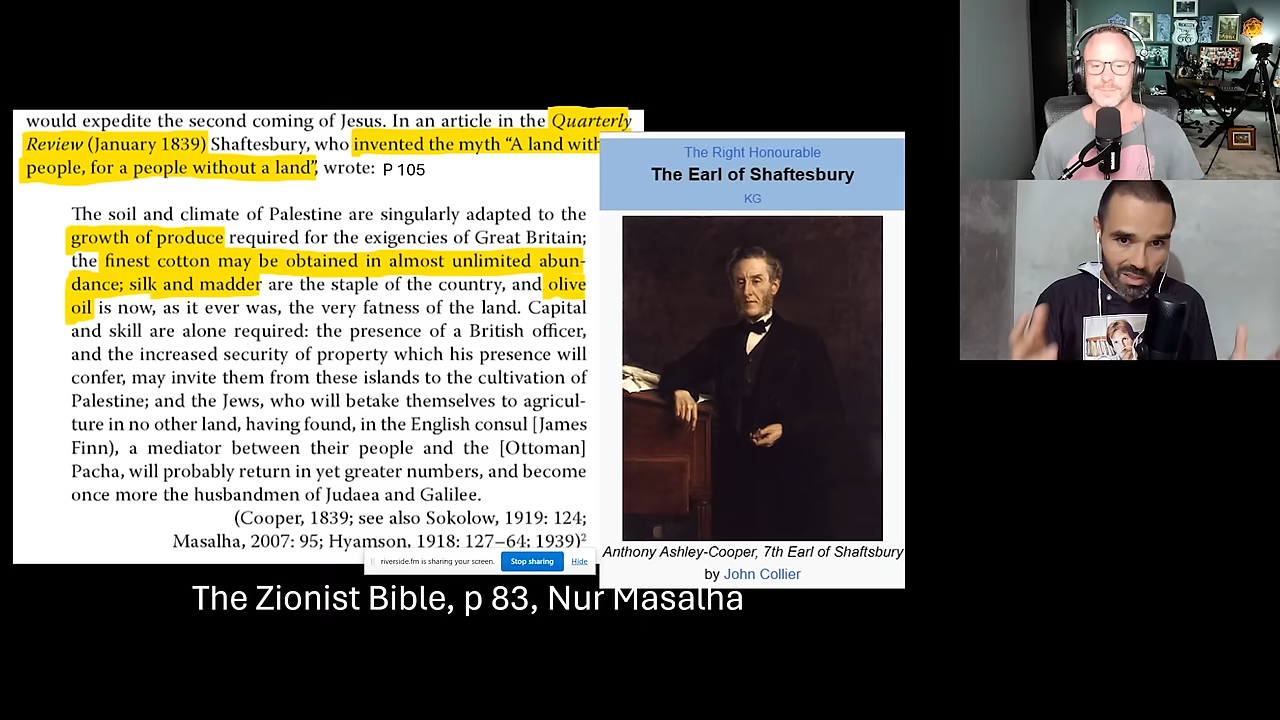 would expedite the second coming of Jesus. In an article in the Quarterly
Review (January 1839) Shaftesbury, who invented the myth “A land with
people, for a people without a land”, wrote: P 105
The soil and climate of Palestine are singularly adapted to the
growth of produce required for the exigencies of Great Britain;
the finest cotton may be obtained in almost unlimited abun-
dance; silk and madder are the staple of the country, and olive
oil is now, as it ever was, the very fatness of the land. Capital
and skill are alone required: the presence of a British officer,
and the increased security of property which his presence will
confer, may invite them from these islands to the cultivation of
Palestine; and the Jews, who will betake themselves to agricul-
ture in no other land, having found, in the English consul [James
Finn), a mediator between their people and the [Ottoman]
Pacha, will probably return in yet greater numbers, and become
once more the husbandmen of Judaea and Galilee.
(Cooper, 1839; see also Sokolow, 1919: 124;
Masalha, 2007: 95; Hyamson, 1918: 127–64; 1939)²
riverside.fm is sharing your screen.
Stop sharing
Hide
The Right Honourable
The Earl of Shaftesbury
KG
Anthony Ashley-Cooper, 7th Earl of Shaftsbury
by John Collier
The Zionist Bible, p 83, Nur Masalha